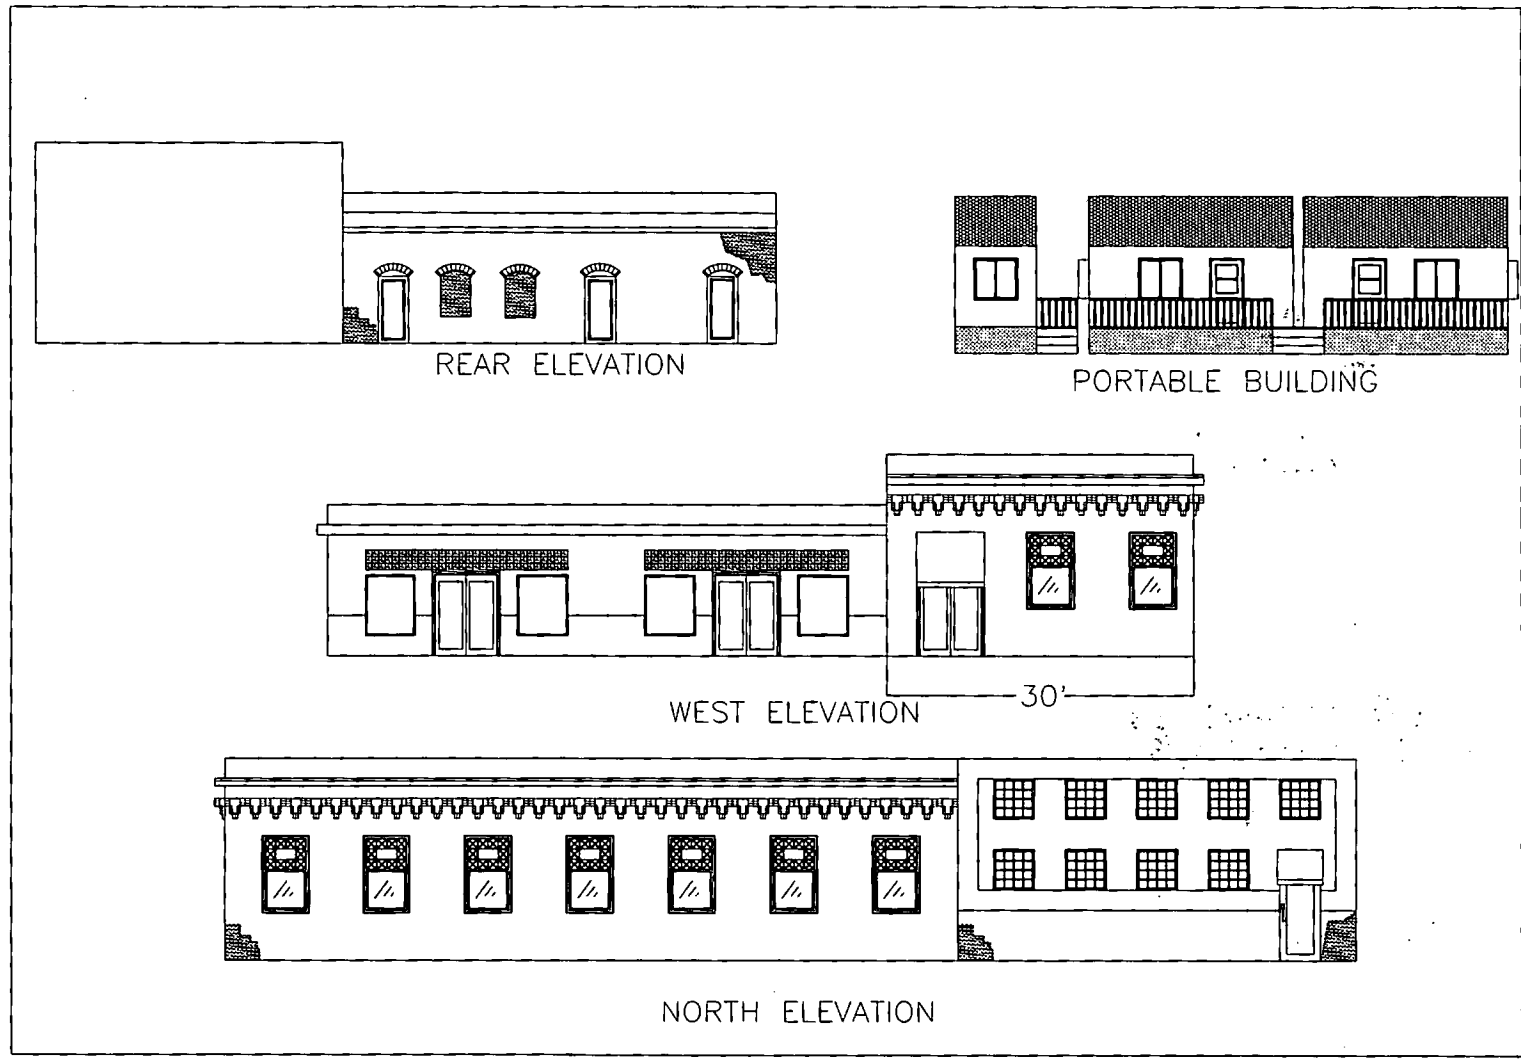 REAR ELEVATION
PORTABLE BUILDING
30'
WEST ELEVATION
NORTH ELEVATION